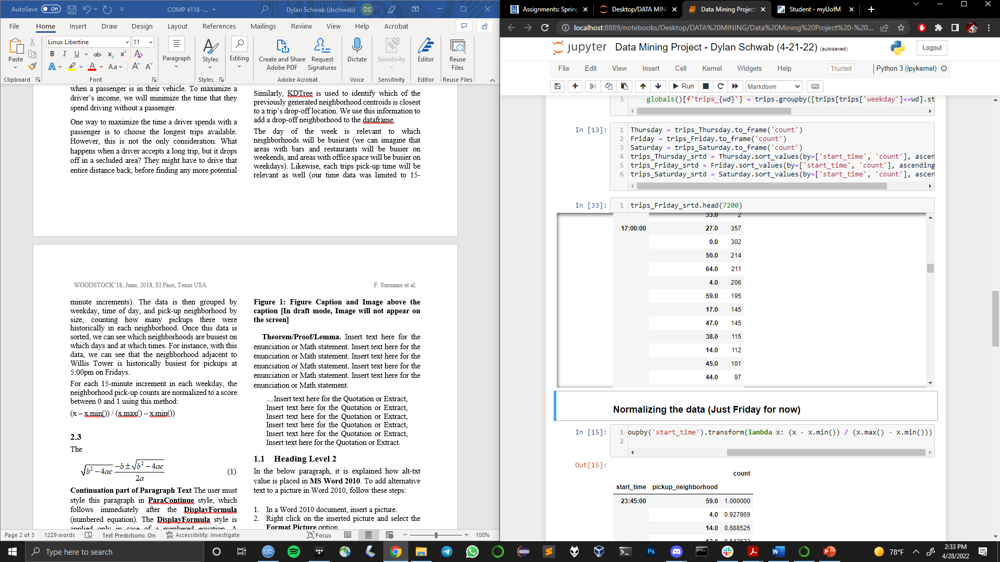 AutoSave Off COMP 4118 -... Dylan Schwab (dschwab) DS
File Home Insert Draw Design Layout References Mailings Review View Help Acrobat
Linux Libertine 11
Paste
Paragraph Styles Editing
Create and Share Adobe PDF
Request Signatures
Dictate Sensitivity Editor
Reuse Files
Clipboard Font Styles Adobe Acrobat Voice Sensitivity Editor Reuse Files
when a passenger is in their vehicle. To maximize a
driver's income, we will minimize the time that they
spend driving without a passenger.
One way to maximize the time a driver spends with a
passenger is to choose the longest trips available.
However, this is not the only consideration. What
happens when a driver accepts a long trip, but it drops
off in a secluded area? They might have to drive that
entire distance back, before finding any more potential
Similarly, KDTree is used to identify which of the
previously generated neighborhood centroids is closest
to a trip's drop-off location. We use this information to
add a drop-off neighborhood to the dataframe.
The day of the week is relevant to which
neighborhoods will be busiest (we can imagine that
areas with bars and restaurants will be busier on
weekends, and areas with office space will be busier on
weekdays). Likewise, each trips pick-up time will be
relevant as well (our time data was limited to 15-
WOODSTOCK'18, June, 2018, El Paso, Texas USA F. Surname et al.
minute increments). The data is then grouped by
weekday, time of day, and pick-up neighborhood by
size, counting how many pickups there were
historically in each neighborhood. Once this data is
sorted, we can see which neighborhoods are busiest on
which days and at which times. For instance, with this
data, we can see that the neighborhood adjacent to
Willis Tower is historically busiest for pickups at
5:00pm on Fridays.
For each 15-minute increment in each weekday, the
neighborhood pick-up counts are normalized to a score
between 0 and 1 using this method:
(x – x.min()) / (x.max() – x.min())
2.3
The
√b² − 4ac −b ± √b² − 4ac / 2a (1)
Continuation part of Paragraph Text The user must
style this paragraph in ParaContinue style, which
follows immediately after the DisplayFormula
(numbered equation). The DisplayFormula style is
applied only in case of a numbered equation. A
Figure 1: Figure Caption and Image above the
caption [In draft mode, Image will not appear on
the screen]
Theorem/Proof/Lemma. Insert text here for the
enunciation or Math statement. Insert text here for the
enunciation or Math statement. Insert text here for the
enunciation or Math statement. Insert text here for the
enunciation or Math statement. Insert text here for the
enunciation or Math statement.
....Insert text here for the Quotation or Extract,
Insert text here for the Quotation or Extract,
Insert text here for the Quotation or Extract,
Insert text here for the Quotation or Extract,
Insert text here for the Quotation or Extract,
Insert text here for the Quotation or Extract.
1.1 Heading Level 2
In the below paragraph, it is explained how alt-txt
value is placed in MS Word 2010. To add alternative
text to a picture in Word 2010, follow these steps:
1. In a Word 2010 document, insert a picture.
2. Right click on the inserted picture and select the
Format Picture option
Page 2 of 3 1229 words Text Predictions: On Accessibility: Investigate Focus 100%
Assignments: Spring Desktop/DATA MINI Data Mining Project Student - myUofM
localhost:8889/notebooks/Desktop/DATA%20MINING/Data%20Mining%20Project%20-%20...
jupyter Data Mining Project - Dylan Schwab (4-21-22) (autosaved) Logout
File Edit View Insert Cell Kernel Widgets Help Trusted Python 3 (ipykernel)
Run Markdown
3 globals()[f'trips_{wd}'] = trips.groupby([trips[trips['weekday']==wd].st
In [13]:
1 Thursday = trips_Thursday.to_frame('count')
2 Friday = trips_Friday.to_frame('count')
3 Saturday = trips_Saturday.to_frame('count')
4 trips_Thursday_srtd = Thursday.sort_values(by=['start_time', 'count'], ascen
5 trips_Friday_srtd = Friday.sort_values(by=['start_time', 'count'], ascending
6 trips_Saturday_srtd = Saturday.sort_values(by=['start_time', 'count'], ascen
In [33]: 1 trips_Friday_srtd.head(7200)
33.0 2
17:00:00 27.0 357
0.0 302
50.0 214
64.0 211
4.0 206
59.0 195
17.0 145
47.0 145
38.0 115
14.0 112
45.0 101
44.0 97
Normalizing the data (Just Friday for now)
In [15]: 1 oupby('start_time').transform(lambda x: (x - x.min()) / (x.max() - x.min()))
2
Out[15]:
count
start_time pickup_neighborhood
23:45:00 59.0 1.000000
4.0 0.927869
14.0 0.688525
Type here to search
78°F 2:33 PM
4/28/2022